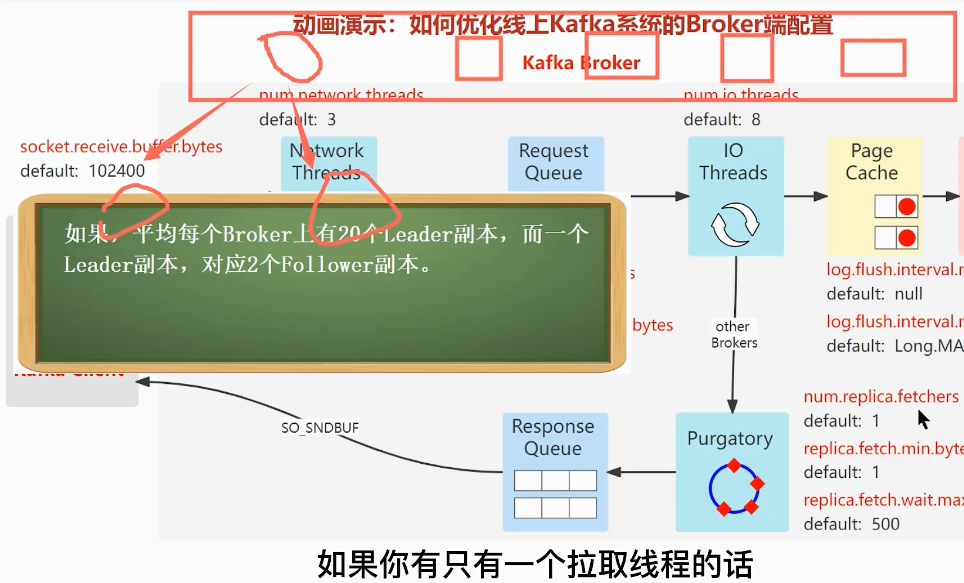 动画演示：如何优化线上Kafka系统的Broker端配置
Kafka Broker
num.network.threads
default: 3
num.io.threads
default: 8
socket.receive.buffer.bytes
default: 102400
Network
Threads
Request
Queue
IO
Threads
Page
Cache
如果，平均每个Broker上有20个Leader副本，而一个
Leader副本，对应2个Follower副本。
s
bytes
log.flush.interval.m
default: null
log.flush.interval.m
default: Long.MA
other
Brokers
num.replica.fetchers
default: 1
replica.fetch.min.byte
default: 1
replica.fetch.wait.max
default: 500
Kafka Client
SO_SNDBUF
Response
Queue
Purgatory
如果你有只有一个拉取线程的话